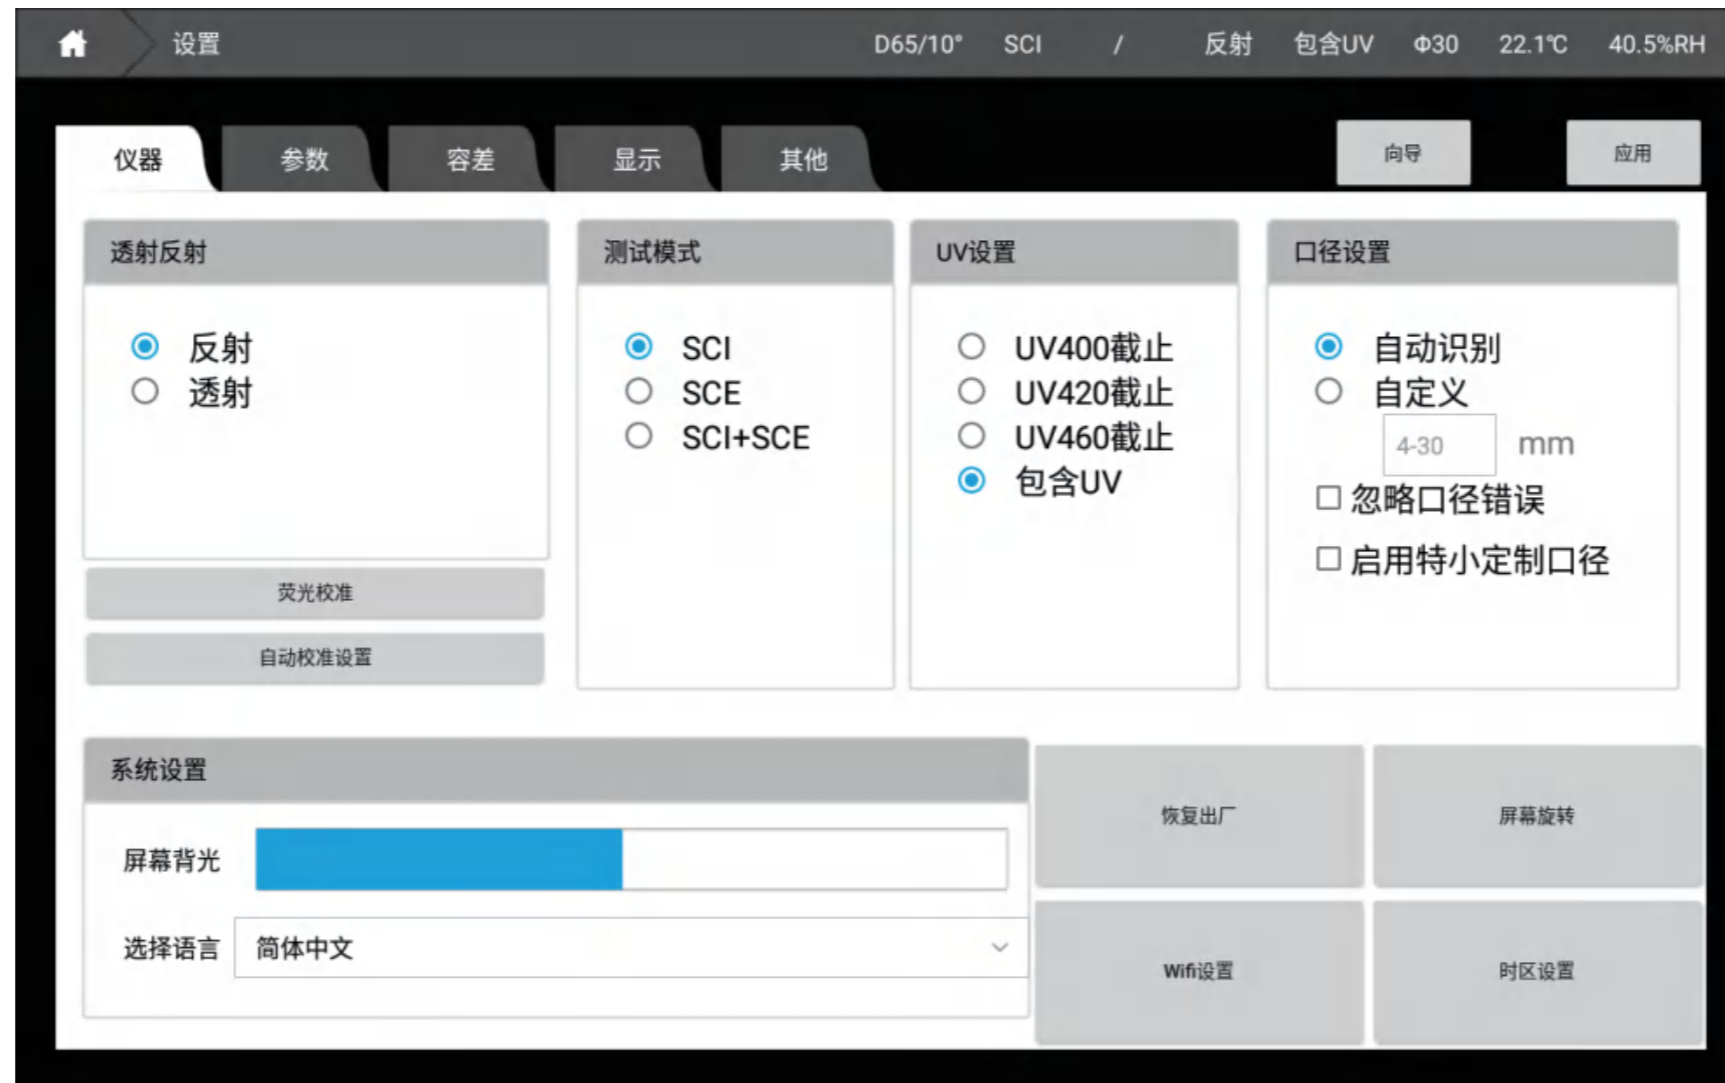 设置 D65/10° SCI / 反射 包含UV Φ30 22.1℃ 40.5%RH
仪器 参数 容差 显示 其他 向导 应用
透射反射
反射
透射
荧光校准
自动校准设置
测试模式
SCI
SCE
SCI+SCE
UV设置
UV400截止
UV420截止
UV460截止
包含UV
口径设置
自动识别
自定义
4-30 mm
忽略口径错误
启用特小定制口径
系统设置
屏幕背光
选择语言 简体中文
恢复出厂 屏幕旋转
Wifi设置 时区设置